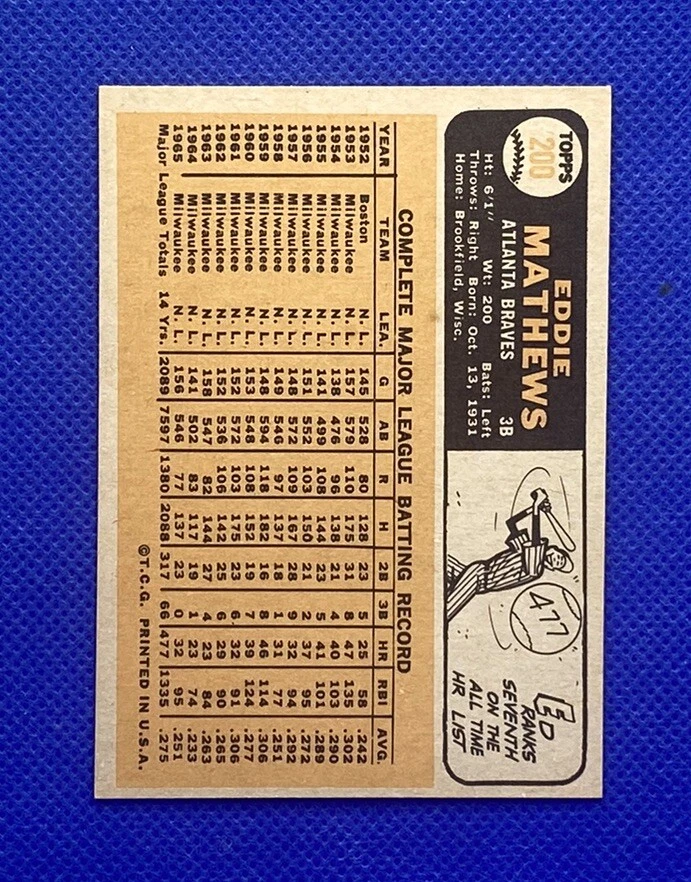 TOPPS
200
EDDIE
MATHEWS
ATLANTA BRAVES 3B
Ht: 6/1" Wt: 200 Bats: Left
Throws: Right Born: Oct. 13, 1931
Home: Brookfield, Wisc.
477
ED
RANKS
SEVENTH
ON THE
ALL TIME
HR LIST
COMPLETE MAJOR LEAGUE BATTING RECORD
YEAR TEAM LEA. G AB R H 2B 3B HR RBI AVG.
1952 Boston N. L. 145 528 80 128 23 5 25 58 .242
1953 Milwaukee N. L. 157 579 110 175 31 8 47 135 .302
1954 Milwaukee N. L. 138 476 96 138 21 4 40 103 .290
1955 Milwaukee N. L. 141 499 108 144 23 5 41 101 .289
1956 Milwaukee N. L. 151 552 103 150 21 2 37 95 .272
1957 Milwaukee N. L. 148 572 109 167 28 9 32 94 .292
1958 Milwaukee N. L. 149 546 97 137 18 1 31 77 .251
1959 Milwaukee N. L. 148 594 118 182 16 8 46 114 .306
1960 Milwaukee N. L. 153 548 108 152 19 7 39 124 .277
1961 Milwaukee N. L. 152 572 103 175 23 6 32 91 .306
1962 Milwaukee N. L. 152 536 106 142 25 6 29 90 .265
1963 Milwaukee N. L. 158 547 82 144 27 4 23 84 .263
1964 Milwaukee N. L. 141 502 83 117 19 1 23 74 .233
1965 Milwaukee N. L. 156 546 77 137 23 0 32 95 .251
Major League Totals 14 Yrs. 2089 7597 1380 2088 317 66 477 1335 .275
©T.C.G. PRINTED IN U.S.A.